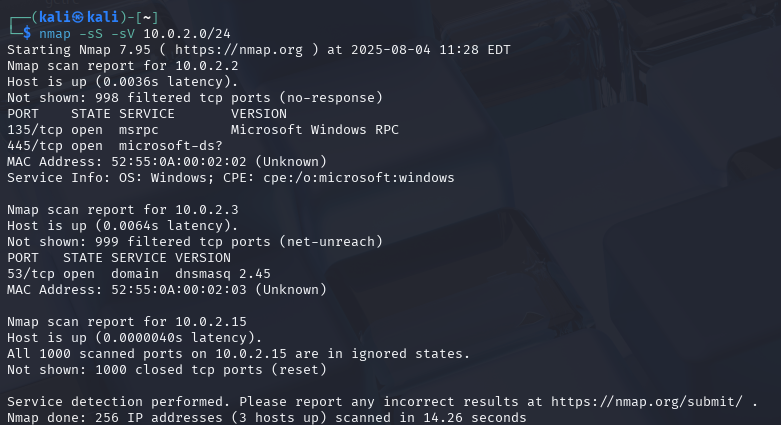 ┌──(kali㉿kali)-[~]
└─$ nmap -sS -sV 10.0.2.0/24
Starting Nmap 7.95 ( https://nmap.org ) at 2025-08-04 11:28 EDT
Nmap scan report for 10.0.2.2
Host is up (0.0036s latency).
Not shown: 998 filtered tcp ports (no-response)
PORT    STATE SERVICE       VERSION
135/tcp open  msrpc         Microsoft Windows RPC
445/tcp open  microsoft-ds?
MAC Address: 52:55:0A:00:02:02 (Unknown)
Service Info: OS: Windows; CPE: cpe:/o:microsoft:windows

Nmap scan report for 10.0.2.3
Host is up (0.0064s latency).
Not shown: 999 filtered tcp ports (net-unreach)
PORT   STATE SERVICE VERSION
53/tcp open  domain  dnsmasq 2.45
MAC Address: 52:55:0A:00:02:03 (Unknown)

Nmap scan report for 10.0.2.15
Host is up (0.0000040s latency).
All 1000 scanned ports on 10.0.2.15 are in ignored states.
Not shown: 1000 closed tcp ports (reset)

Service detection performed. Please report any incorrect results at https://nmap.org/submit/ .
Nmap done: 256 IP addresses (3 hosts up) scanned in 14.26 seconds